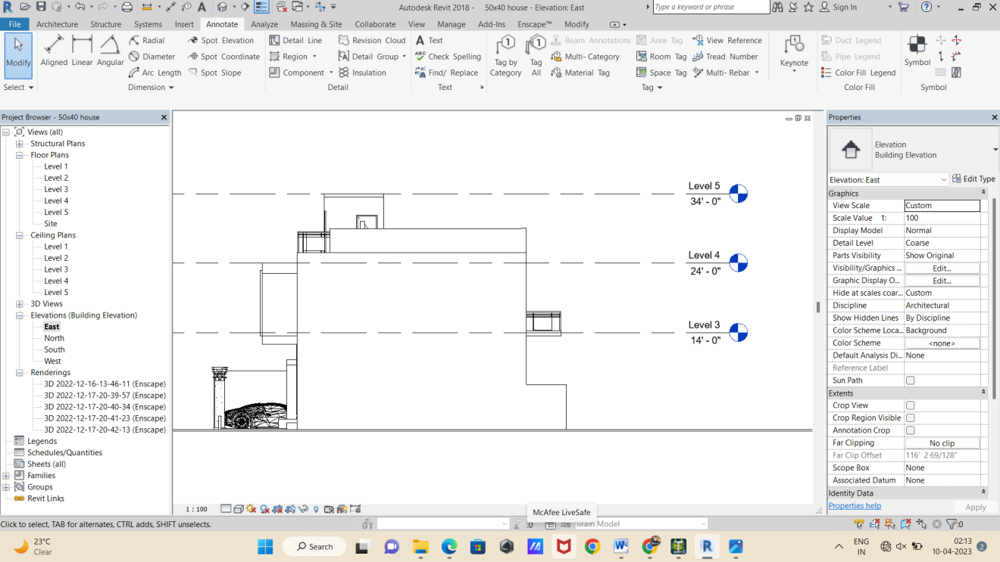 Autodesk Revit 2018 - 50x40 house - Elevation: East
Type a keyword or phrase
Sign In
File Architecture Structure Systems Insert Annotate Analyze Massing & Site Collaborate View Manage Add-Ins Enscape™ Modify
Modify
Select
Aligned Linear Angular
Radial
Diameter
Arc Length
Spot Elevation
Spot Coordinate
Spot Slope
Dimension
Detail Line
Region
Component
Revision Cloud
Detail Group
Insulation
Detail
Text
Check Spelling
Find/ Replace
Text
Tag by Category
Tag All
Beam Annotations
Multi- Category
Material Tag
Area Tag
Room Tag
Space Tag
View Reference
Tread Number
Multi- Rebar
Tag
Keynote
Duct Legend
Pipe Legend
Color Fill Legend
Color Fill
Symbol
Symbol
Project Browser - 50x40 house
Views (all)
Structural Plans
Floor Plans
Level 1
Level 2
Level 3
Level 4
Level 5
Site
Ceiling Plans
Level 1
Level 2
Level 3
Level 4
Level 5
3D Views
Elevations (Building Elevation)
East
North
South
West
Renderings
3D 2022-12-16-13-46-11 (Enscape)
3D 2022-12-17-20-39-57 (Enscape)
3D 2022-12-17-20-40-34 (Enscape)
3D 2022-12-17-20-41-23 (Enscape)
3D 2022-12-17-20-42-13 (Enscape)
Legends
Schedules/Quantities
Sheets (all)
Families
Groups
Revit Links
Level 5
34' - 0"
Level 4
24' - 0"
Level 3
14' - 0"
1 : 100
Properties
Elevation
Building Elevation
Elevation: East
Edit Type
Graphics
View Scale Custom
Scale Value 1: 100
Display Model Normal
Detail Level Coarse
Parts Visibility Show Original
Visibility/Graphics ... Edit...
Graphic Display O... Edit...
Hide at scales coar... Custom
Discipline Architectural
Show Hidden Lines By Discipline
Color Scheme Loca... Background
Color Scheme <none>
Default Analysis Di... None
Reference Label
Sun Path
Extents
Crop View
Crop Region Visible
Annotation Crop
Far Clipping No clip
Far Clip Offset 116' 2 69/128"
Scope Box None
Associated Datum None
Identity Data
Properties help
Apply
Click to select, TAB for alternates, CTRL adds, SHIFT unselects.
:0
McAfee LiveSafe
Main Model
:0
23°C
Clear
Search
ENG
IN
02:13
10-04-2023
2